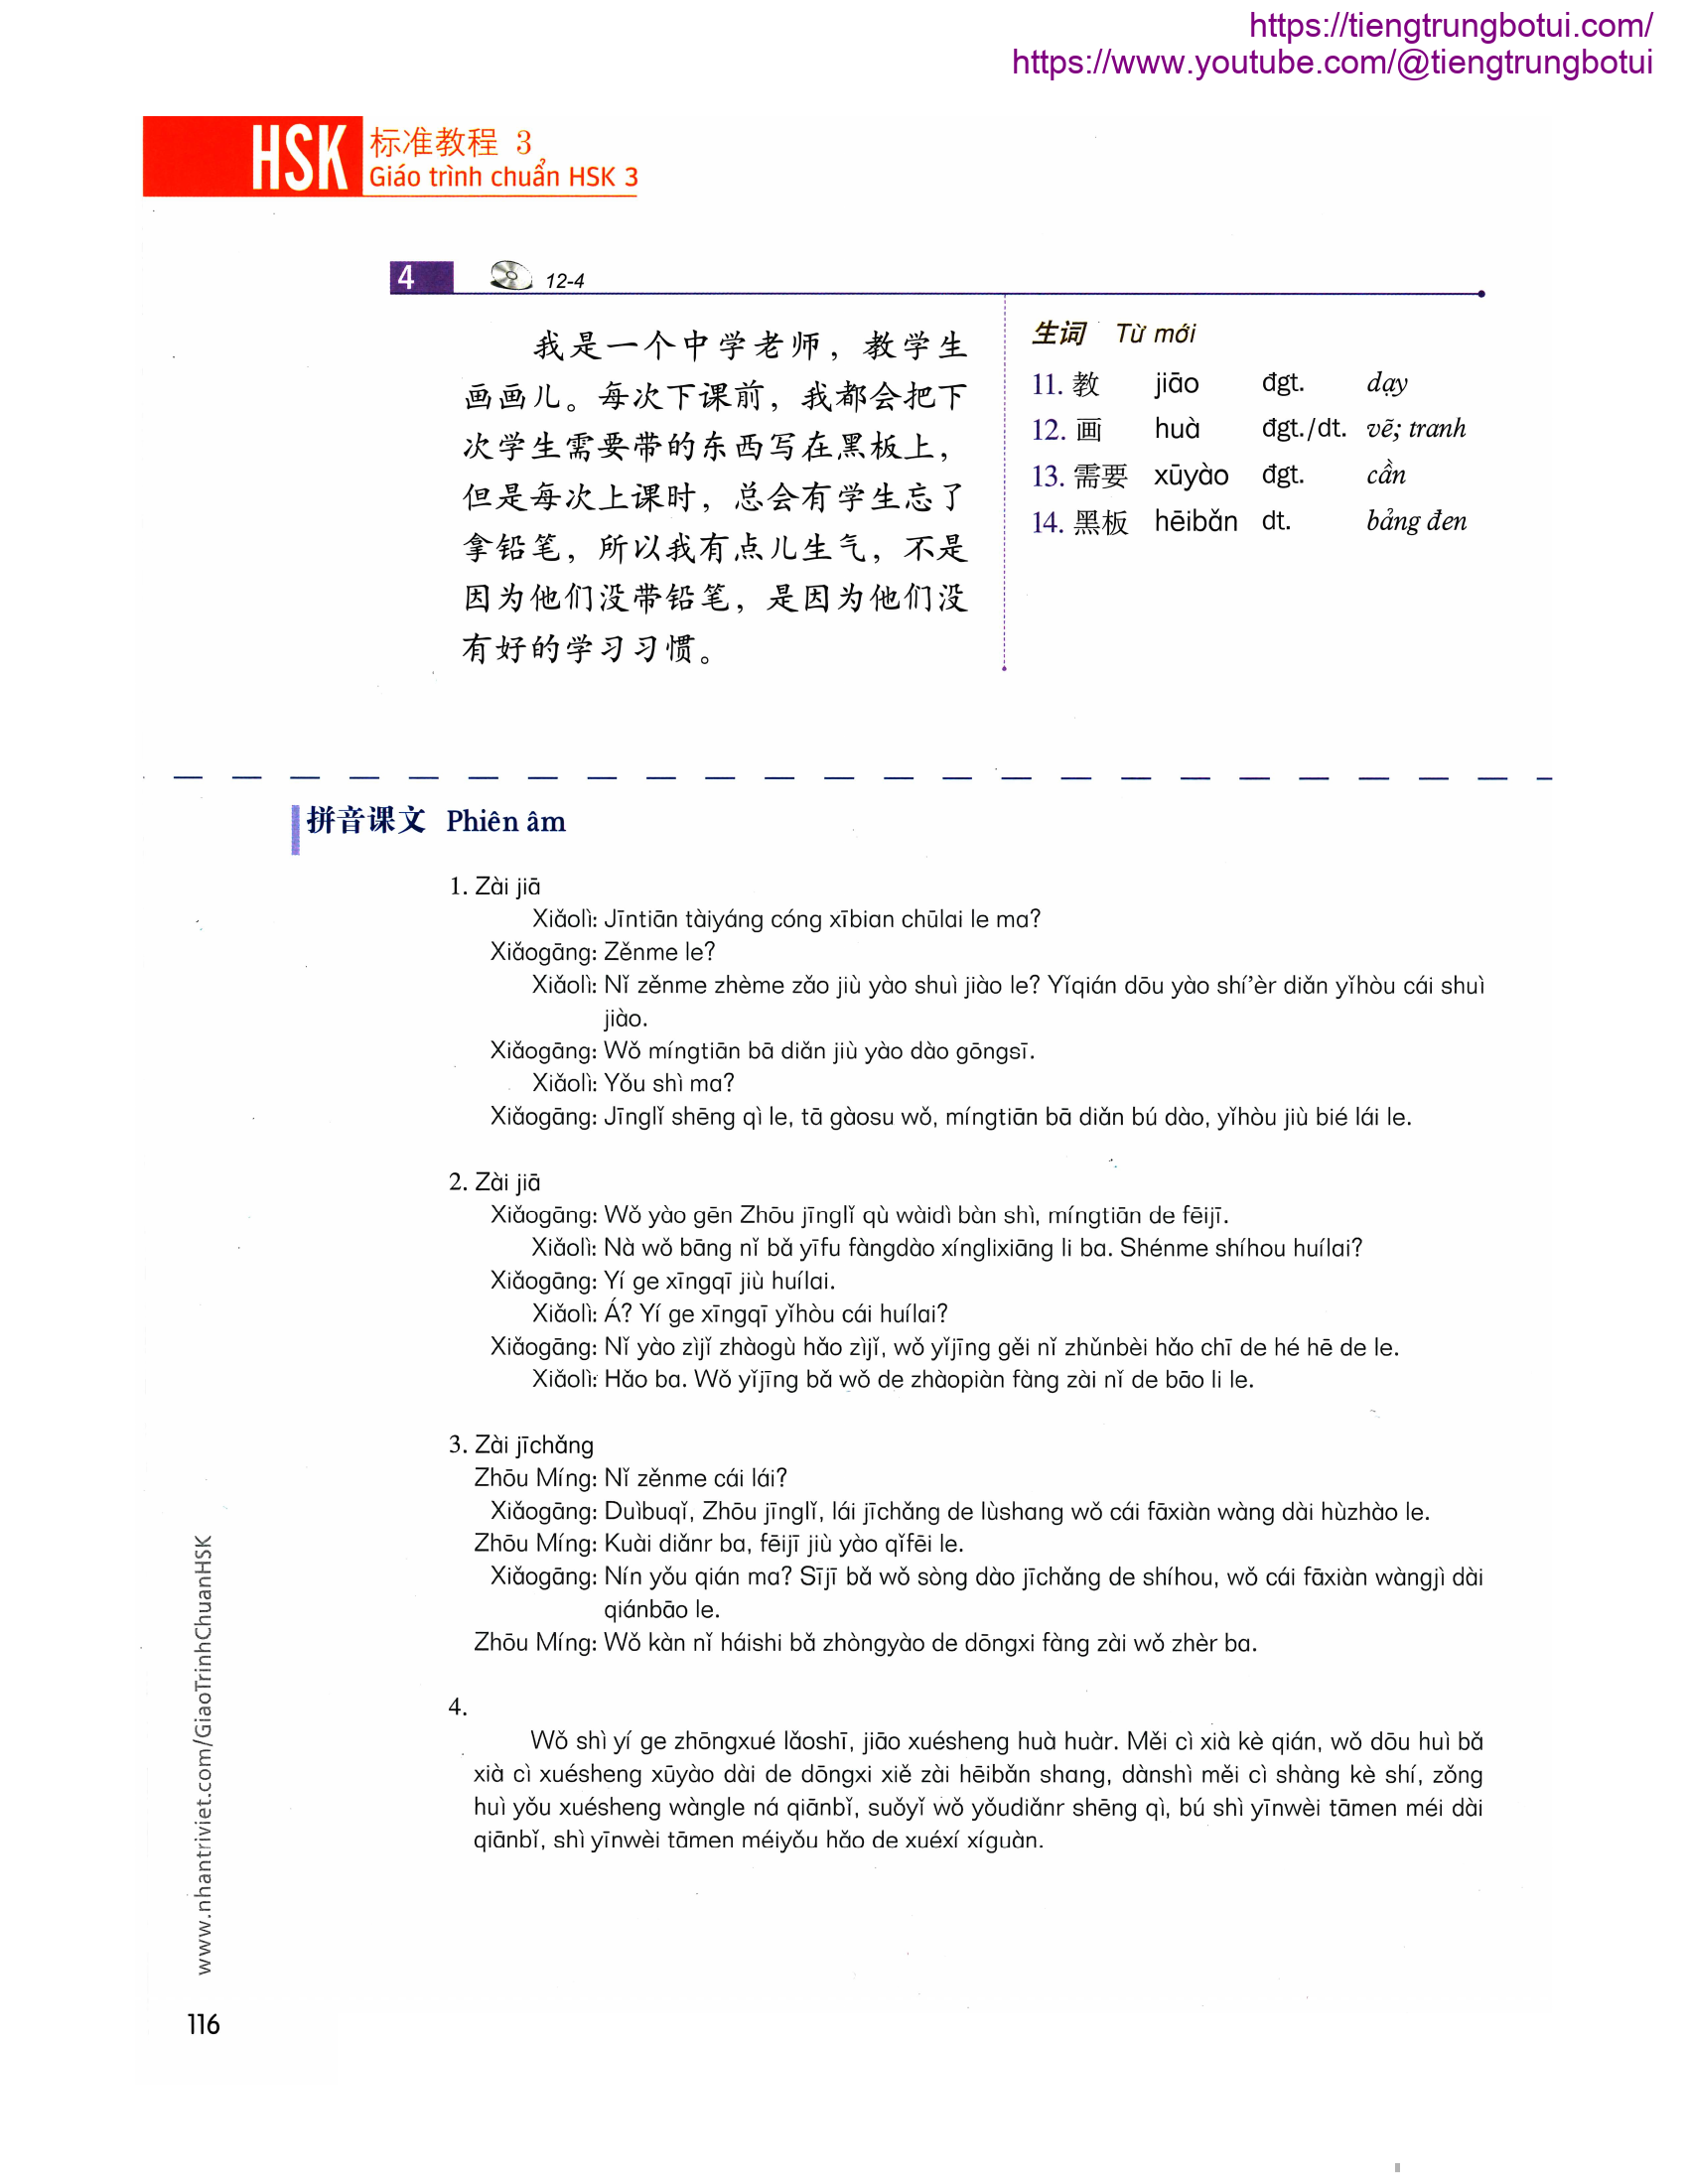 https://tiengtrungbotui.com/
https://www.youtube.com/@tiengtrungbotui
HSK 标准教程 3
Giáo trình chuẩn HSK 3
4 12-4
我是一个中学老师，教学生
画画儿。每次下课前，我都会把下
次学生需要带的东西写在黑板上，
但是每次上课时，总会有学生忘了
拿铅笔，所以我有点儿生气，不是
因为他们没带铅笔，是因为他们没
有好的学习习惯。
生词 Từ mới
11. 教 jiāo đgt. dạy
12. 画 huà đgt./dt. vẽ; tranh
13. 需要 xūyào đgt. cần
14. 黑板 hēibǎn dt. bảng đen
拼音课文 Phiên âm
1. Zài jiā
Xiǎolì: Jīntiān tàiyáng cóng xībian chūlai le ma?
Xiǎogāng: Zěnme le?
Xiǎolì: Nǐ zěnme zhème zǎo jiù yào shuì jiào le? Yǐqián dōu yào shí’èr diǎn yǐhòu cái shuì
jiào.
Xiǎogāng: Wǒ míngtiān bā diǎn jiù yào dào gōngsī.
Xiǎolì: Yǒu shì ma?
Xiǎogāng: Jīnglǐ shēng qì le, tā gàosu wǒ, míngtiān bā diǎn bú dào, yǐhòu jiù bié lái le.
2. Zài jiā
Xiǎogāng: Wǒ yào gēn Zhōu jīnglǐ qù wàidì bàn shì, míngtiān de fēijī.
Xiǎolì: Nà wǒ bāng nǐ bǎ yīfu fàngdào xínglixiāng li ba. Shénme shíhou huílai?
Xiǎogāng: Yí ge xīngqī jiù huílai.
Xiǎolì: Á? Yí ge xīngqī yǐhòu cái huílai?
Xiǎogāng: Nǐ yào zìjǐ zhàogù hǎo zìjǐ, wǒ yǐjīng gěi nǐ zhǔnbèi hǎo chī de hé hē de le.
Xiǎolì: Hǎo ba. Wǒ yǐjīng bǎ wǒ de zhàopiàn fàng zài nǐ de bāo li le.
3. Zài jīchǎng
Zhōu Míng: Nǐ zěnme cái lái?
Xiǎogāng: Duìbuqǐ, Zhōu jīnglǐ, lái jīchǎng de lùshang wǒ cái fāxiàn wàng dài hùzhào le.
Zhōu Míng: Kuài diǎnr ba, fēijī jiù yào qǐfēi le.
Xiǎogāng: Nín yǒu qián ma? Sījī bǎ wǒ sòng dào jīchǎng de shíhou, wǒ cái fāxiàn wàngjì dài
qiánbāo le.
Zhōu Míng: Wǒ kàn nǐ háishi bǎ zhòngyào de dōngxi fàng zài wǒ zhèr ba.
4.
Wǒ shì yí ge zhōngxué lǎoshī, jiāo xuésheng huà huàr. Měi cì xià kè qián, wǒ dōu huì bǎ
xià cì xuésheng xūyào dài de dōngxi xiě zài hēibǎn shang, dànshì měi cì shàng kè shí, zǒng
huì yǒu xuésheng wàngle ná qiānbǐ, suǒyǐ wǒ yǒudiǎnr shēng qì, bú shì yīnwèi tāmen méi dài
qiānbǐ, shì yīnwèi tāmen méiyǒu hǎo de xuéxí xíguàn.
www.nhantriviet.com/GiaoTrinhChuanHSK
116